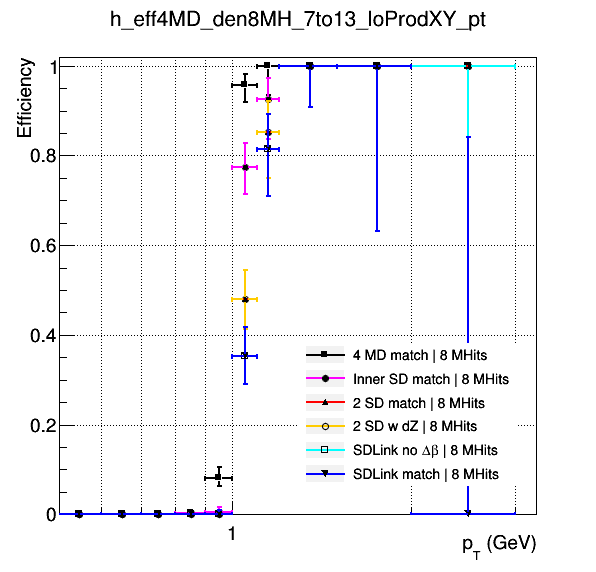 h_eff4MD_den8MH_7to13_loProdXY_pt
Efficiency
1
0.8
0.6
0.4
0.2
0
4 MD match | 8 MHits
Inner SD match | 8 MHits
2 SD match | 8 MHits
2 SD w dZ | 8 MHits
SDLink no Δβ | 8 MHits
SDLink match | 8 MHits
1
p_T (GeV)